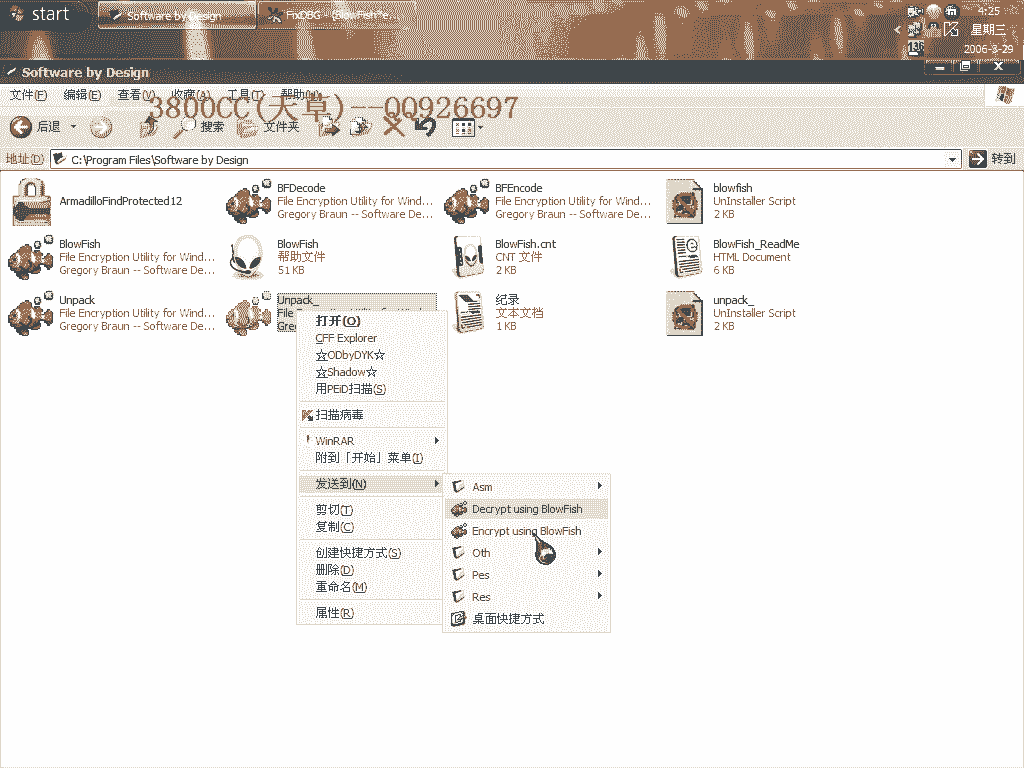 start
Software by Design
FixDBG - [BlowFish*e...
4:25
星期三
2006-3-29
Software by Design
文件(F) 编辑(E) 查看(V) 收藏(A) 工具(T) 帮助(H)
3800CC(天草)--QQ926697
后退 搜索 文件夹
地址(D) C:\Program Files\Software by Design 转到
ArmadilloFindProtected12
BFDecode
File Encryption Utility for Wind...
Gregory Braun -- Software De...
BFEncode
File Encryption Utility for Wind...
Gregory Braun -- Software De...
blowfish
UnInstaller Script
2 KB
BlowFish
File Encryption Utility for Wind...
Gregory Braun -- Software De...
BlowFish
帮助文件
51 KB
BlowFish.cnt
CNT 文件
2 KB
BlowFish_ReadMe
HTML Document
6 KB
Unpack
File Encryption Utility for Wind...
Gregory Braun -- Software De...
Unpack_
纪录
文本文档
1 KB
unpack_
UnInstaller Script
2 KB
打开(O)
CFF Explorer
☆ODbyDYK☆
☆Shadow☆
用PEiD扫描(S)
扫描病毒
WinRAR
附到「开始」菜单(I)
发送到(N)
剪切(T)
复制(C)
创建快捷方式(S)
删除(D)
重命名(M)
属性(R)
Asm
Decrypt using BlowFish
Encrypt using BlowFish
Oth
Pes
Res
桌面快捷方式